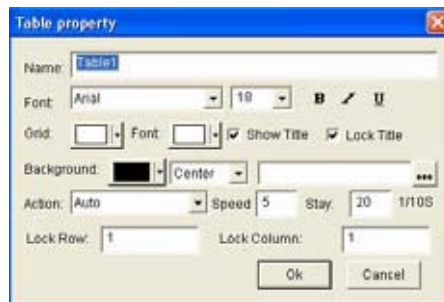 Table property
Name: Table1
Font: Arial 18 B I U
Grid: Font: Show Title Lock Title
Background: Center ...
Action: Auto Speed 5 Stay: 20 1/10S
Lock Row: 1 Lock Column: 1
Ok Cancel